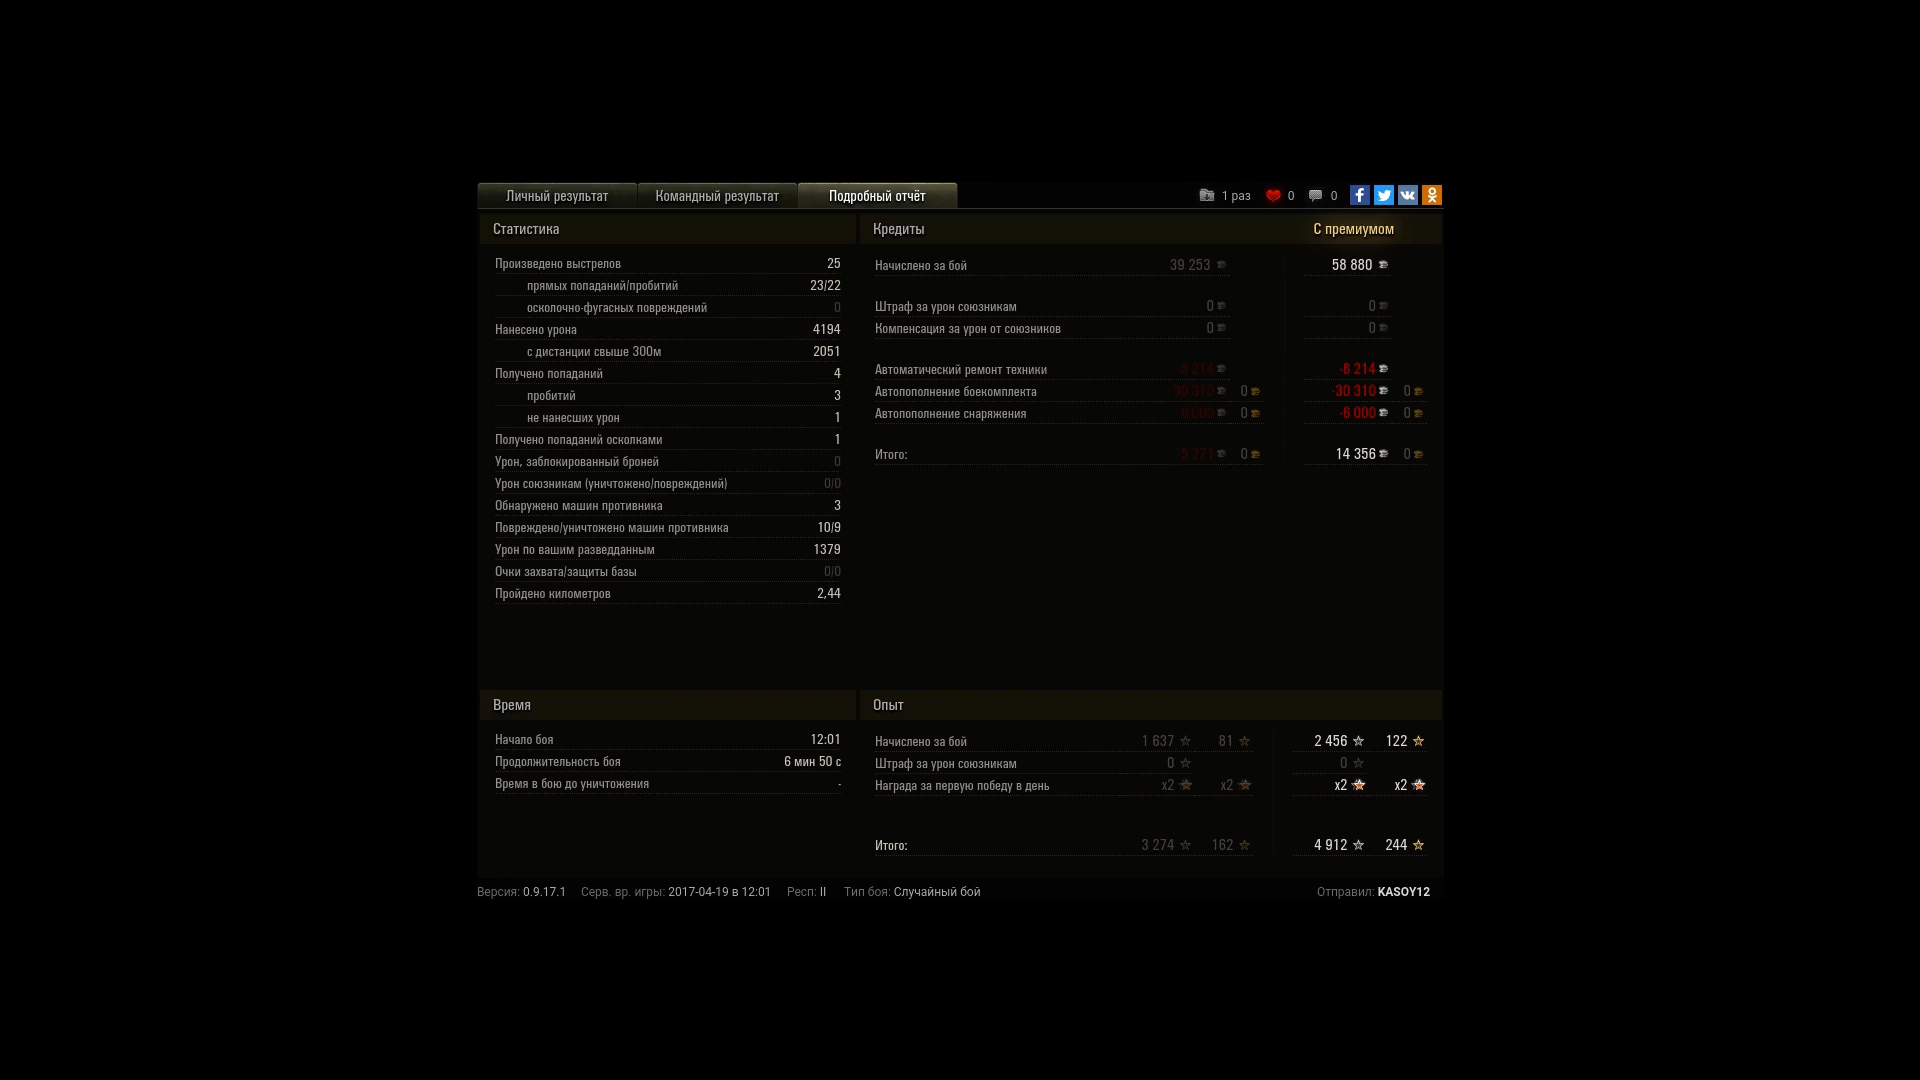 Личный результат Командный результат Подробный отчёт 1 раз 0 0
Статистика
Произведено выстрелов 25
прямых попаданий/пробитий 23/22
осколочно-фугасных повреждений 0
Нанесено урона 4194
с дистанции свыше 300м 2051
Получено попаданий 4
пробитий 3
не нанесших урон 1
Получено попаданий осколками 1
Урон, заблокированный броней 0
Урон союзникам (уничтожено/повреждений) 0/0
Обнаружено машин противника 3
Повреждено/уничтожено машин противника 10/9
Урон по вашим разведданным 1379
Очки захвата/защиты базы 0/0
Пройдено километров 2,44
Кредиты С премиумом
Начислено за бой 39 253 58 880
Штраф за урон союзникам 0 0
Компенсация за урон от союзников 0 0
Автоматический ремонт техники -8 214 -8 214
Автопополнение боекомплекта -30 310 0 -30 310 0
Автопополнение снаряжения -6 000 0 -6 000 0
Итого: -5 271 0 14 356 0
Время
Начало боя 12:01
Продолжительность боя 6 мин 50 с
Время в бою до уничтожения -
Опыт
Начислено за бой 1 637 81 2 456 122
Штраф за урон союзникам 0 0
Награда за первую победу в день x2 x2 x2 x2
Итого: 3 274 162 4 912 244
Версия: 0.9.17.1 Серв. вр. игры: 2017-04-19 в 12:01 Респ: II Тип боя: Случайный бой Отправил: KASOY12